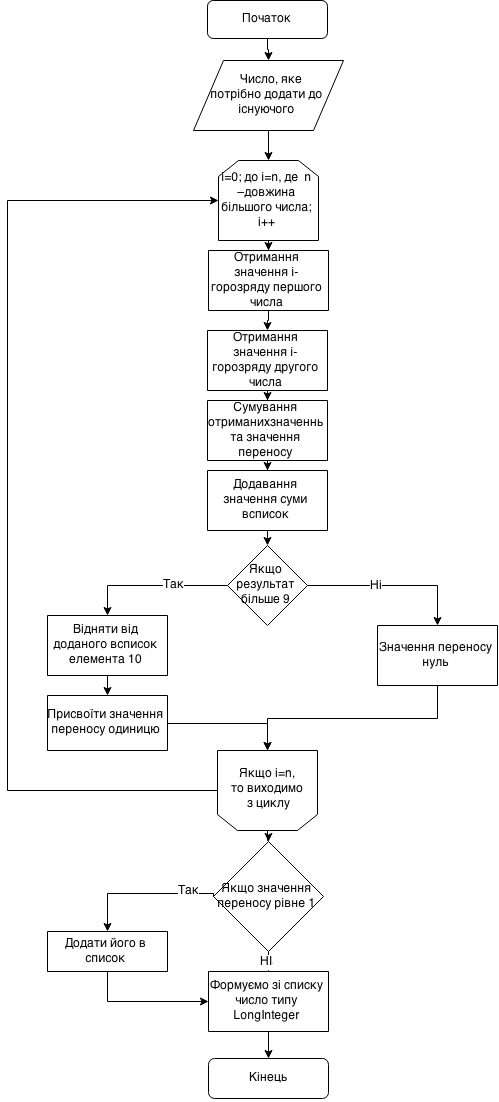 Початок
Число, яке
потрібно додати до
існуючого
i=0; до i=n, де n
–довжина
більшого числа;
i++
Отримання
значення і-
горозряду першого
числа
Отримання
значення і-
горозряду другого
числа
Сумування
отриманихзначеннь
та значення
переносу
Додавання
значення суми
всписок
Якщо
результат
більше 9
Так
Ні
Відняти від
доданого всписок
елемента 10
Значення переносу
нуль
Присвоїти значення
переносу одиницю
Якщо i=n,
то виходимо
з циклу
Якщо значення
переносу рівне 1
Так
Додати його в
список
НІ
Формуємо зі списку
число типу
LongInteger
Кінець